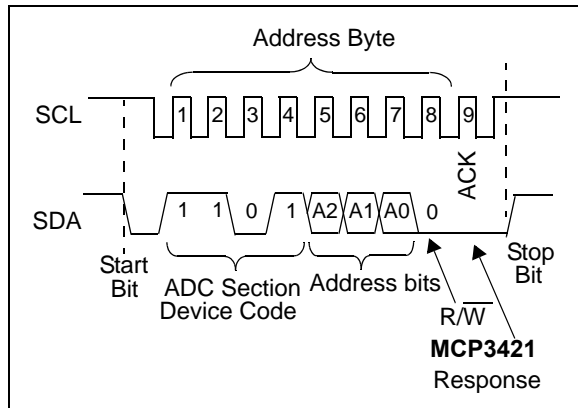 Address Byte
SCL 1 2 3 4 5 6 7 8 9
ACK
SDA 1 1 0 1 A2 A1 A0 0
Start
Bit
ADC Section
Device Code
Address bits
Stop
Bit
R/W̅
MCP3421
Response